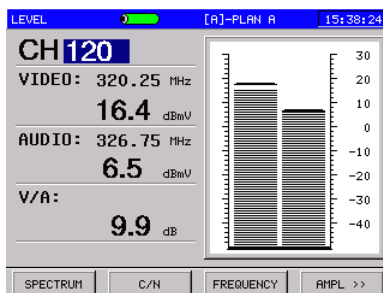 LEVEL [A]-PLAN A 15:38:24
CH 120
VIDEO: 320.25 MHz
16.4 dBmV
AUDIO: 326.75 MHz
6.5 dBmV
V/A:
9.9 dB
30
20
10
0
-10
-20
-30
-40
SPECTRUM C/N FREQUENCY AMPL >>